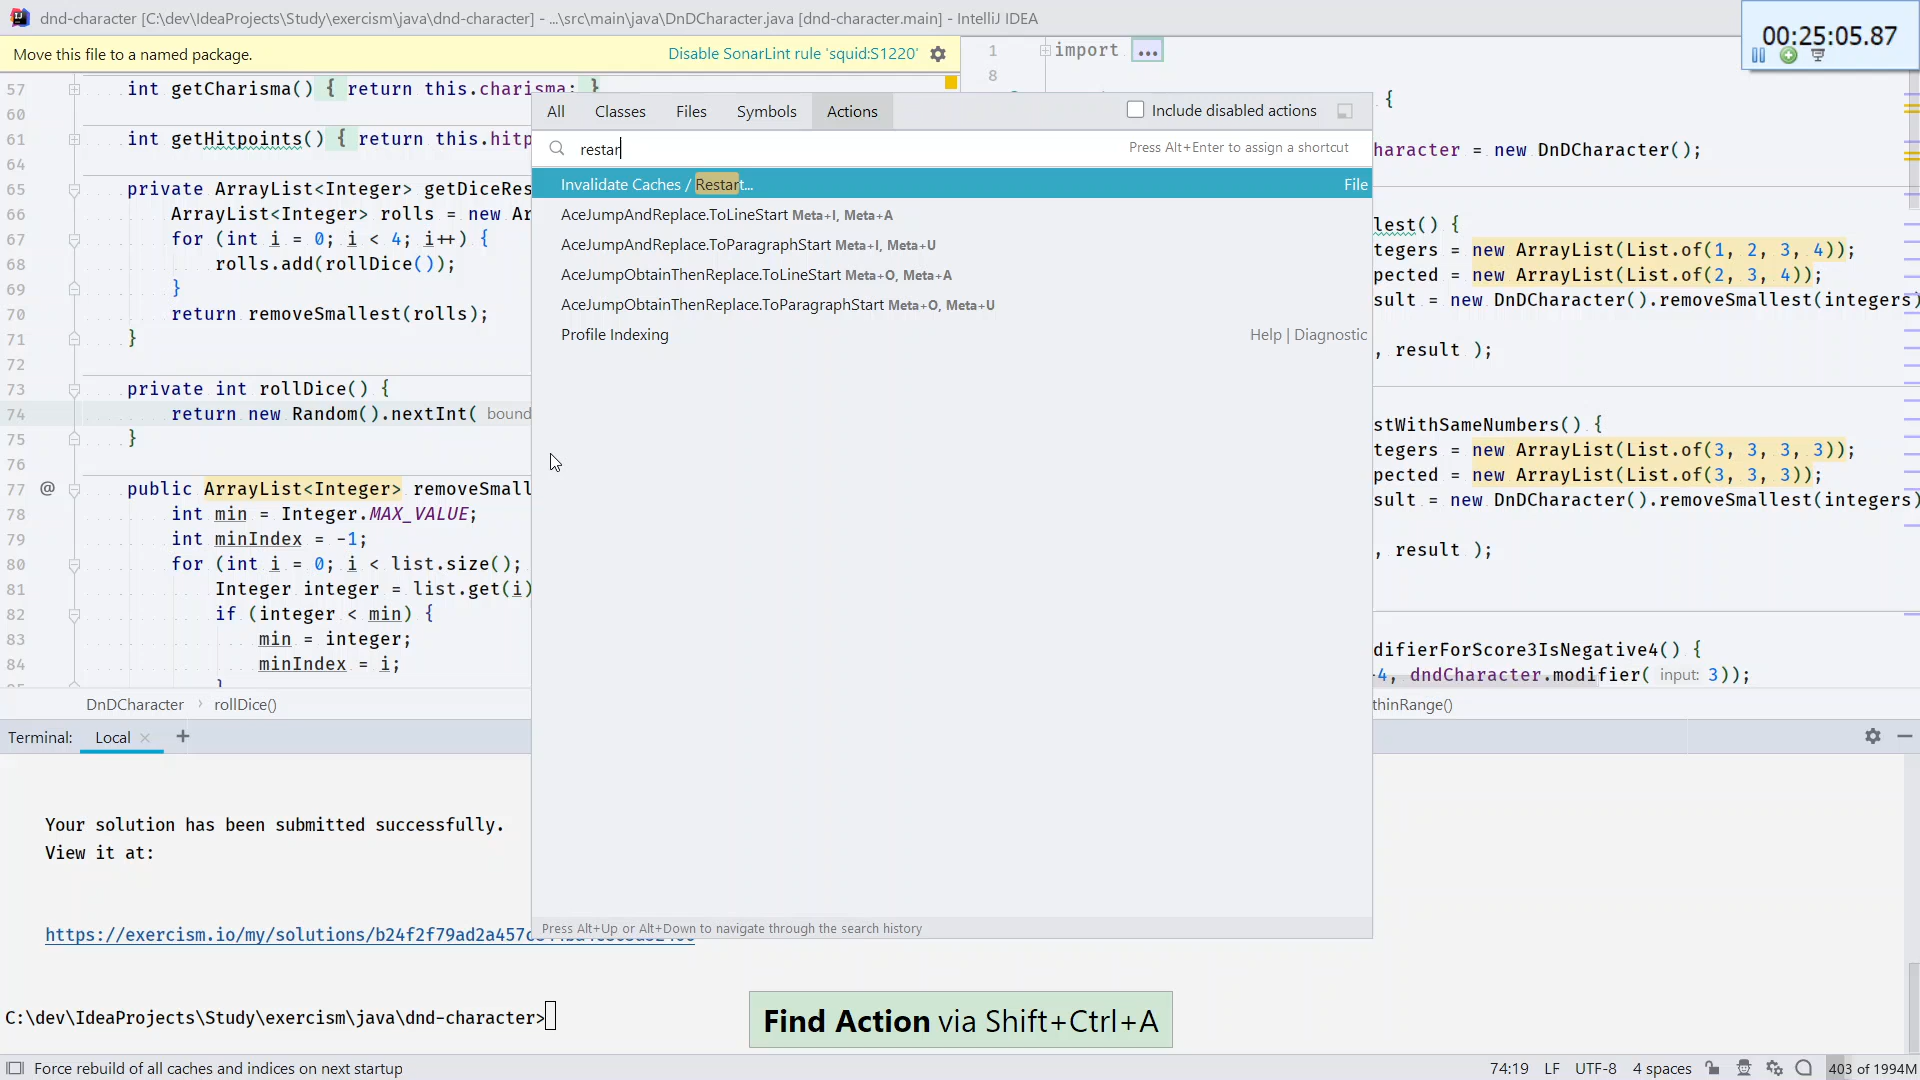 dnd-character [C:\dev\IdeaProjects\Study\exercism\java\dnd-character] - ...\src\main\java\DnDCharacter.java [dnd-character.main] - IntelliJ IDEA
00:25:05.87
Move this file to a named package.
Disable SonarLint rule 'squid:S1220'
1 import ...
8
57 int getCharisma() { return this.charisma; }
60
61 int getHitpoints() { return this.hitp
64
65 private ArrayList<Integer> getDiceRes
66 ArrayList<Integer> rolls = new Ar
67 for (int i = 0; i < 4; i++) {
68 rolls.add(rollDice());
69 }
70 return removeSmallest(rolls);
71 }
72
73 private int rollDice() {
74 return new Random().nextInt( bound
75 }
76
77 @ public ArrayList<Integer> removeSmall
78 int min = Integer.MAX_VALUE;
79 int minIndex = -1;
80 for (int i = 0; i < list.size();
81 Integer integer = list.get(i)
82 if (integer < min) {
83 min = integer;
84 minIndex = i;
}
DnDCharacter › rollDice()
All Classes Files Symbols Actions Include disabled actions
restar
Press Alt+Enter to assign a shortcut
Invalidate Caches / Restart... File
AceJumpAndReplace.ToLineStart Meta+I, Meta+A
AceJumpAndReplace.ToParagraphStart Meta+I, Meta+U
AceJumpObtainThenReplace.ToLineStart Meta+O, Meta+A
AceJumpObtainThenReplace.ToParagraphStart Meta+O, Meta+U
Profile Indexing Help | Diagnostic
Press Alt+Up or Alt+Down to navigate through the search history
{
haracter = new DnDCharacter();
lest() {
tegers = new ArrayList(List.of(1, 2, 3, 4));
pected = new ArrayList(List.of(2, 3, 4));
sult = new DnDCharacter().removeSmallest(integers)
, result );
stWithSameNumbers() {
tegers = new ArrayList(List.of(3, 3, 3, 3));
pected = new ArrayList(List.of(3, 3, 3));
sult = new DnDCharacter().removeSmallest(integers)
, result );
difierForScore3IsNegative4() {
-4, dndCharacter.modifier( input: 3));
thinRange()
Terminal: Local × +
Your solution has been submitted successfully.
View it at:
https://exercism.io/my/solutions/b24f2f79ad2a457c
C:\dev\IdeaProjects\Study\exercism\java\dnd-character>
Find Action via Shift+Ctrl+A
Force rebuild of all caches and indices on next startup
74:19 LF UTF-8 4 spaces 403 of 1994M